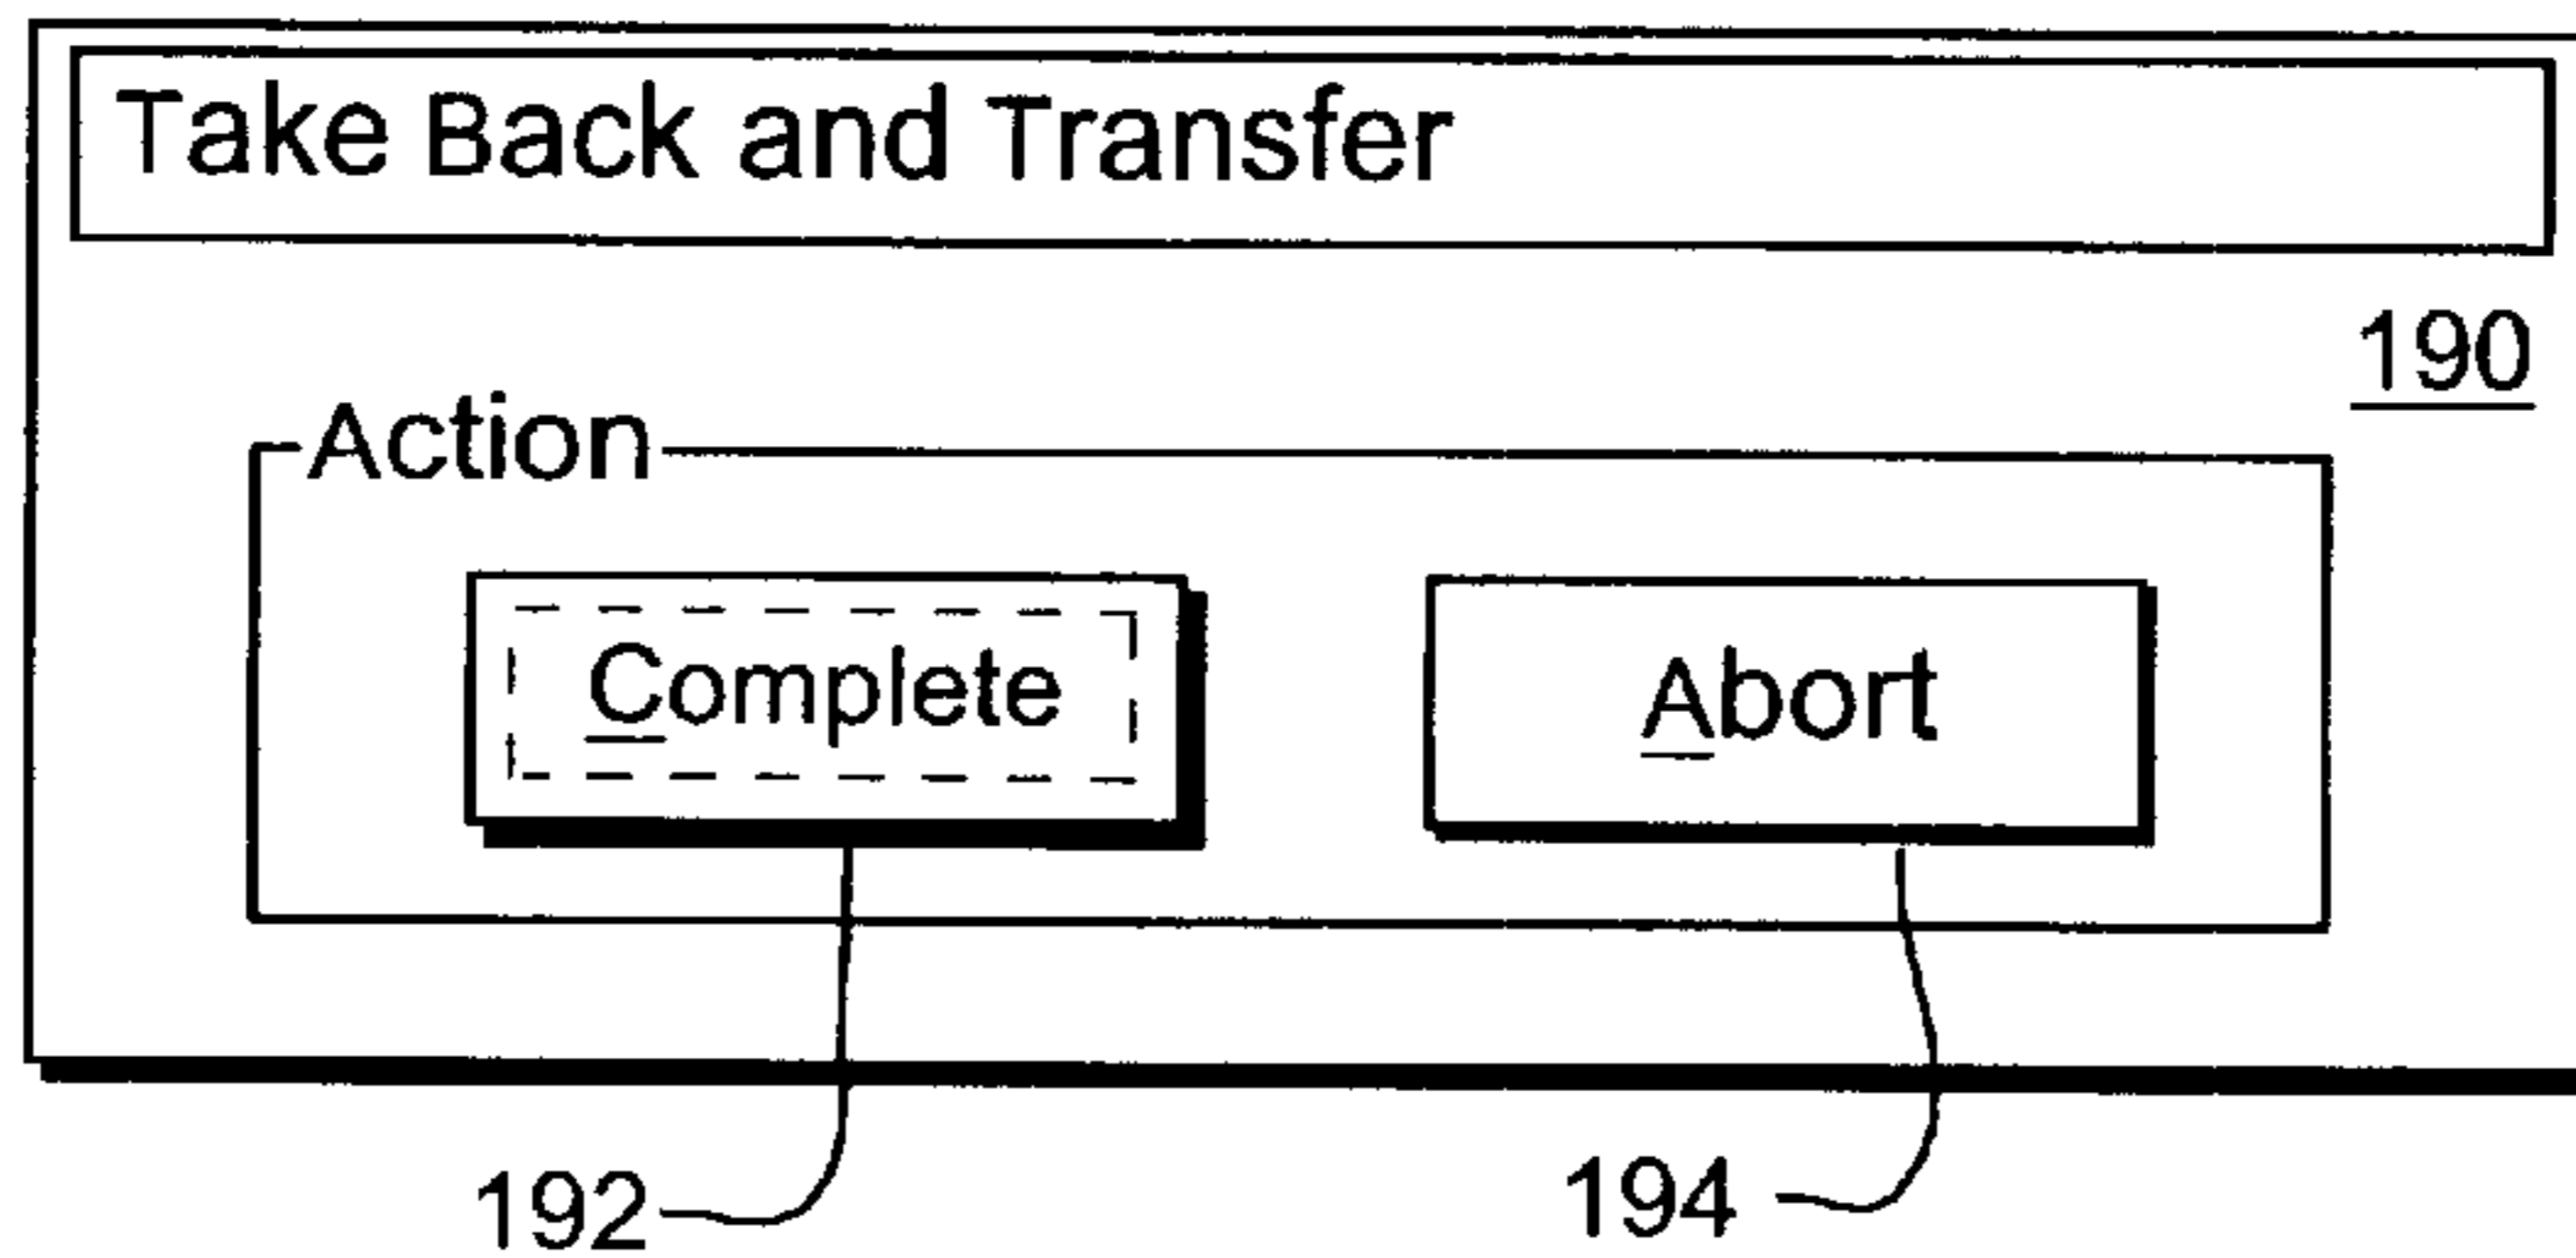 Take Back and Transfer
190
Action
Complete
Abort
192
194